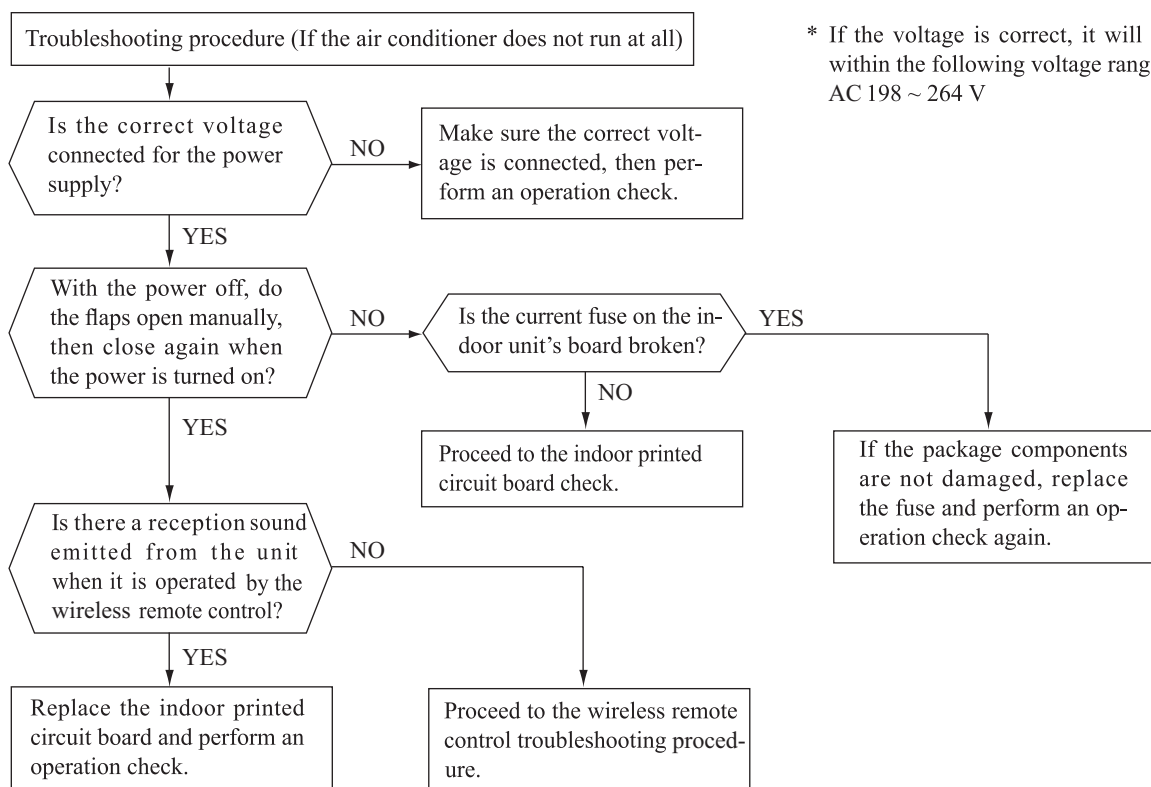 Troubleshooting procedure (If the air conditioner does not run at all)
* If the voltage is correct, it will
within the following voltage rang
AC 198 ~ 264 V
Is the correct voltage
connected for the power
supply?
NO
Make sure the correct volt-
age is connected, then per-
form an operation check.
YES
With the power off, do
the flaps open manually,
then close again when
the power is turned on?
NO
Is the current fuse on the in-
door unit's board broken?
YES
NO
YES
Proceed to the indoor printed
circuit board check.
If the package components
are not damaged, replace
the fuse and perform an op-
eration check again.
Is there a reception sound
emitted from the unit
when it is operated by the
wireless remote control?
NO
YES
Replace the indoor printed
circuit board and perform an
operation check.
Proceed to the wireless remote
control troubleshooting proced-
ure.